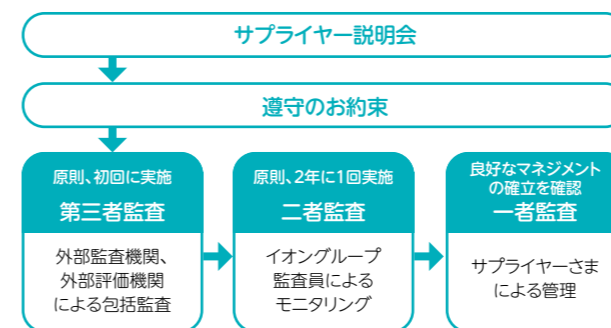 サプライヤー説明会
遵守のお約束
原則、初回に実施
第三者監査
外部監査機関、
外部評価機関
による包括監査
原則、2年に1回実施
二者監査
イオングループ
監査員による
モニタリング
良好なマネジメント
の確立を確認
一者監査
サプライヤーさま
による管理